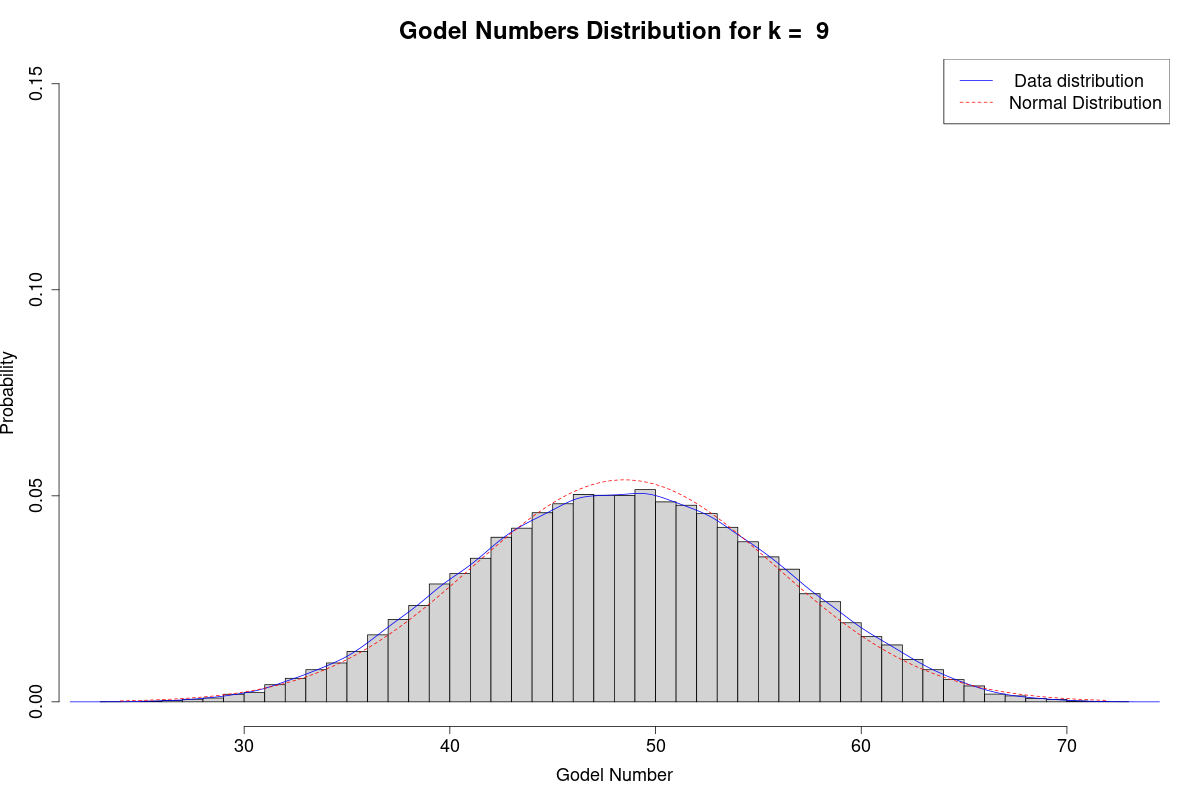 Godel Numbers Distribution for k =  9
Data distribution
Normal Distribution
0.15
0.10
0.05
0.00
Probability
30 40 50 60 70
Godel Number